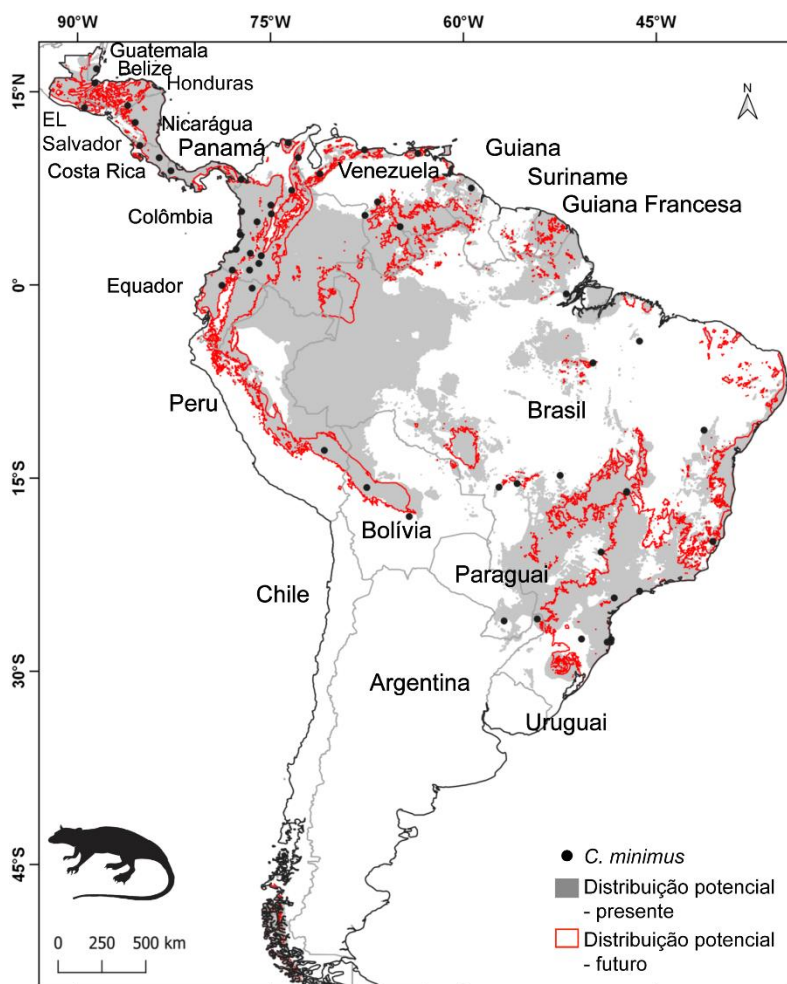 90°W 75°W 60°W 45°W
Guatemala
Belize
Honduras
15°N
N
EL
Salvador
Nicarágua
Costa Rica
Panamá
Venezuela
Guiana
Suriname
Guiana Francesa
Colômbia
0°
Equador
Peru
Brasil
15°S
Bolívia
Paraguai
Chile
30°S
Argentina
Uruguai
45°S
C. minimus
Distribuição potencial
- presente
Distribuição potencial
- futuro
0 250 500 km